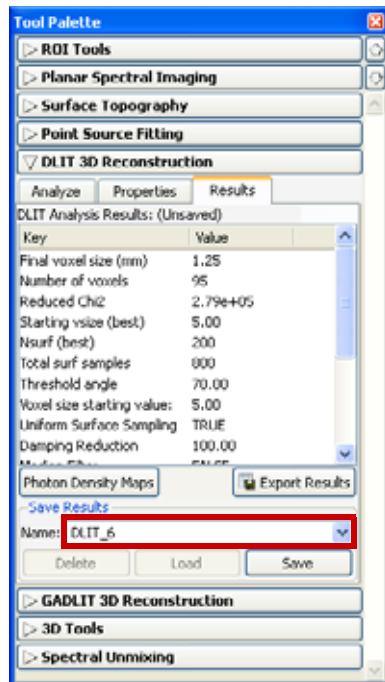 Tool Palette
ROI Tools
Planar Spectral Imaging
Surface Topography
Point Source Fitting
DLIT 3D Reconstruction
Analyze Properties Results
DLIT Analysis Results: (Unsaved)
Key Value
Final voxel size (mm) 1.25
Number of voxels 95
Reduced Chi2 2.79e+05
Starting vsize (best) 5.00
Nsurf (best) 200
Total surf samples 800
Threshold angle 70.00
Voxel size starting value: 5.00
Uniform Surface Sampling TRUE
Damping Reduction 100.00
Photon Density Maps Export Results
Save Results
Name: DLIT_6
Delete Load Save
GADLIT 3D Reconstruction
3D Tools
Spectral Unmixing